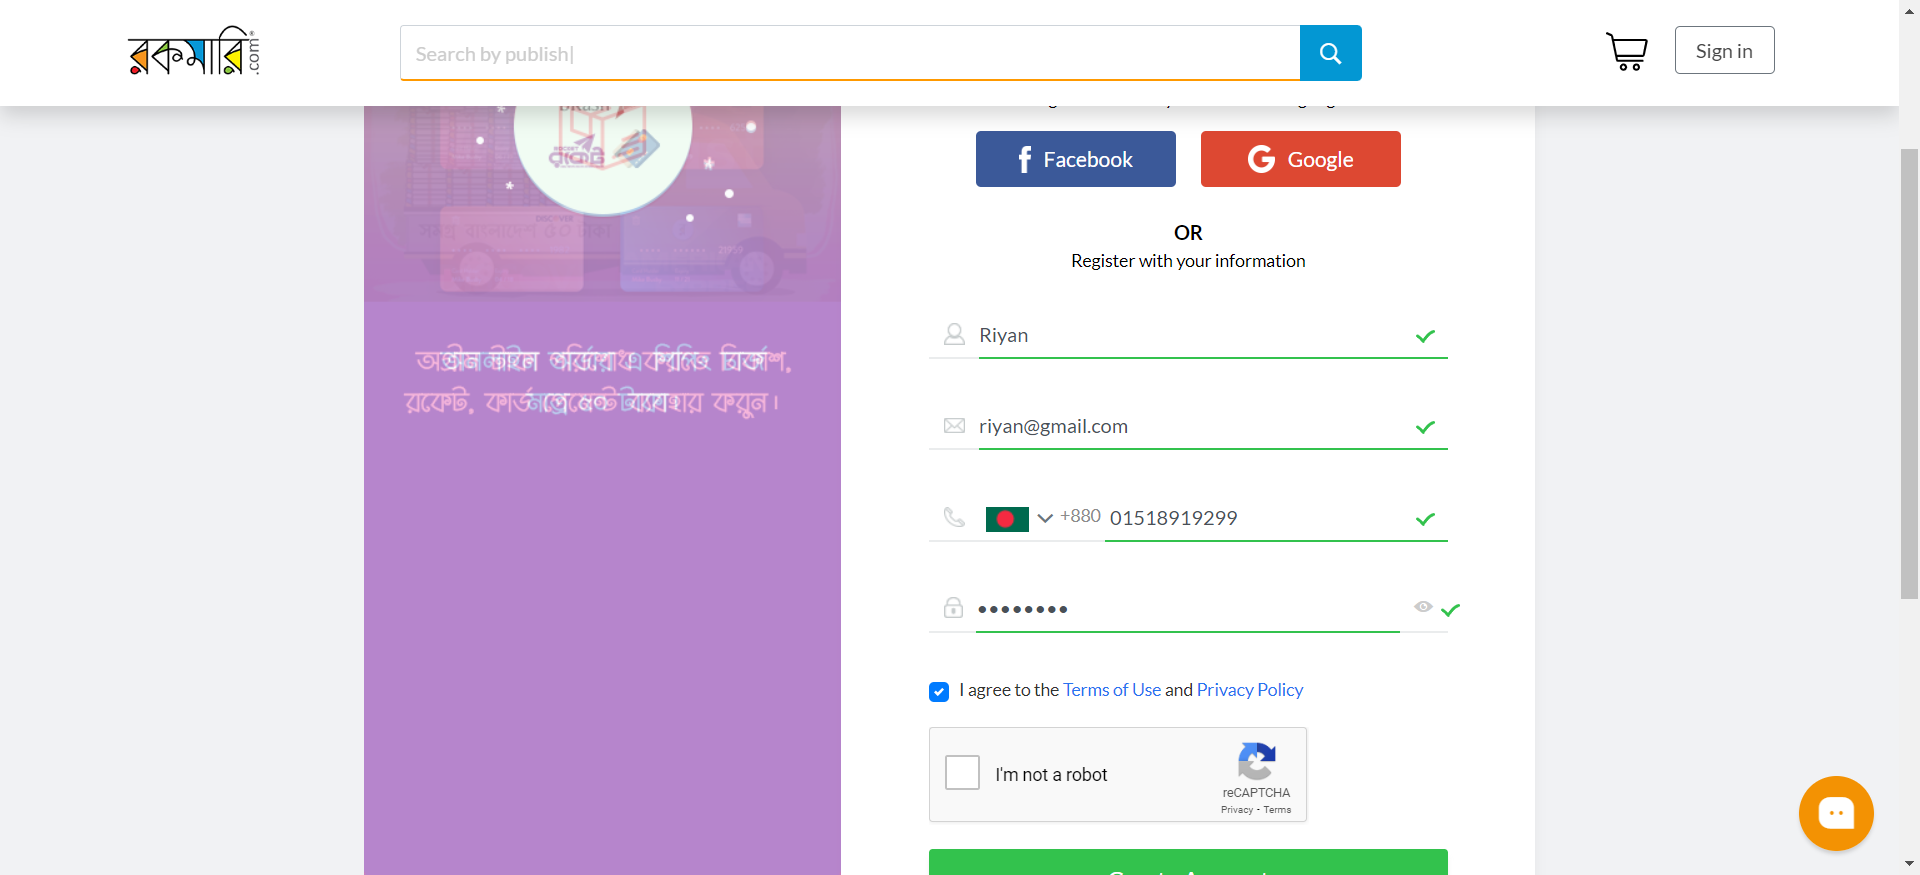 রকমারি.com
Search by publish
Sign in
Facebook
Google
OR
Register with your information
Riyan
riyan@gmail.com
+880 01518919299
I agree to the Terms of Use and Privacy Policy
I'm not a robot
reCAPTCHA
Privacy - Terms